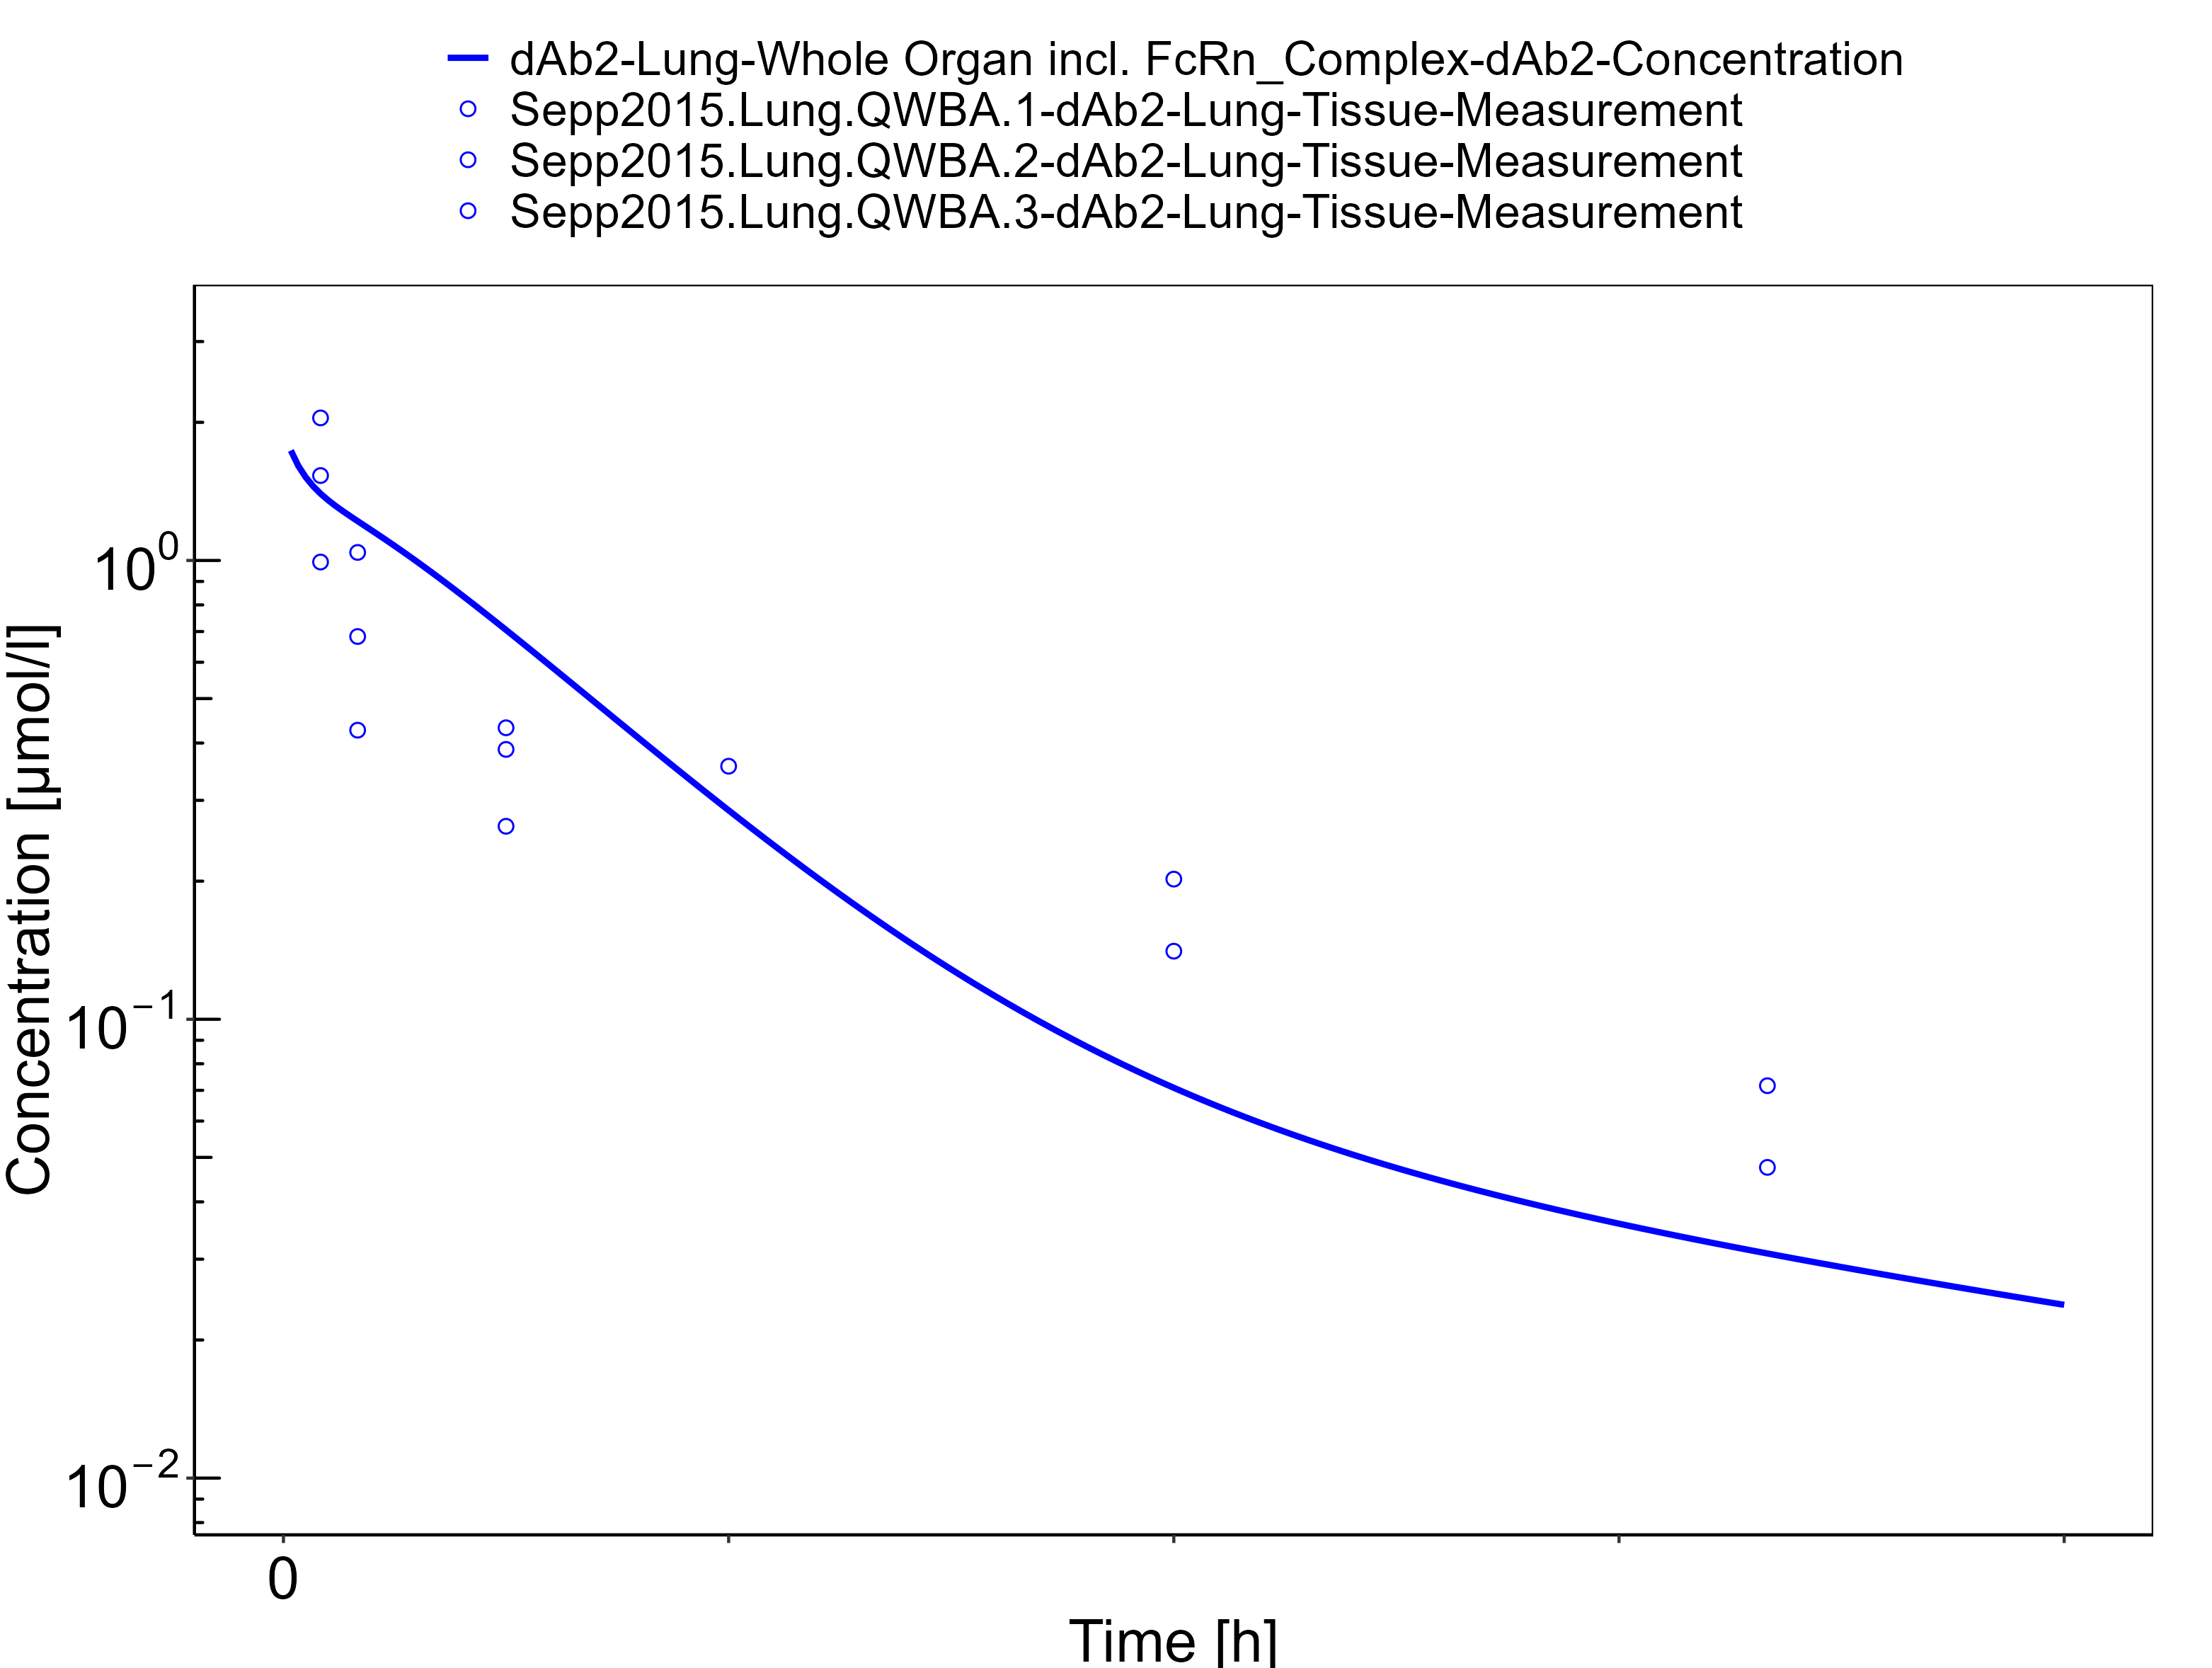 dAb2-Lung-Whole Organ incl. FcRn_Complex-dAb2-Concentration
Sepp2015.Lung.QWBA.1-dAb2-Lung-Tissue-Measurement
Sepp2015.Lung.QWBA.2-dAb2-Lung-Tissue-Measurement
Sepp2015.Lung.QWBA.3-dAb2-Lung-Tissue-Measurement
Concentration [µmol/l]
10⁰
10⁻¹
10⁻²
0
Time [h]